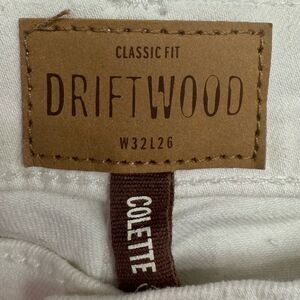 CLASSIC FIT
DRIFTWOOD
W32L26
COLETTE